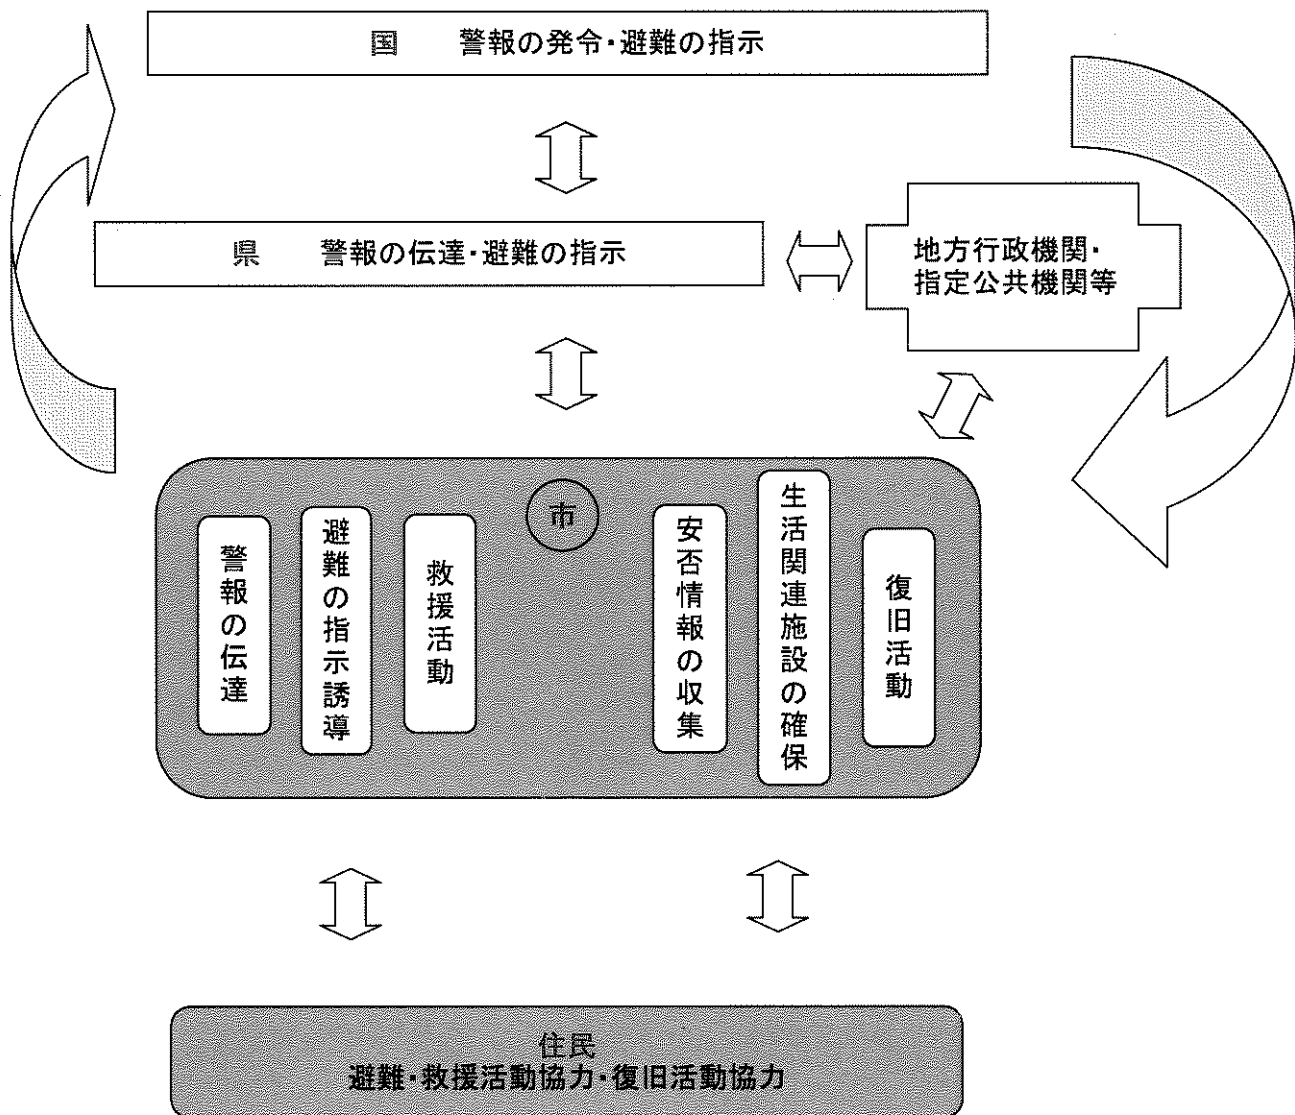 国　　警報の発令・避難の指示
県　　警報の伝達・避難の指示
地方行政機関・
指定公共機関等
市
警報の伝達
避難の指示誘導
救援活動
安否情報の収集
生活関連施設の確保
復旧活動
住民
避難・救援活動協力・復旧活動協力